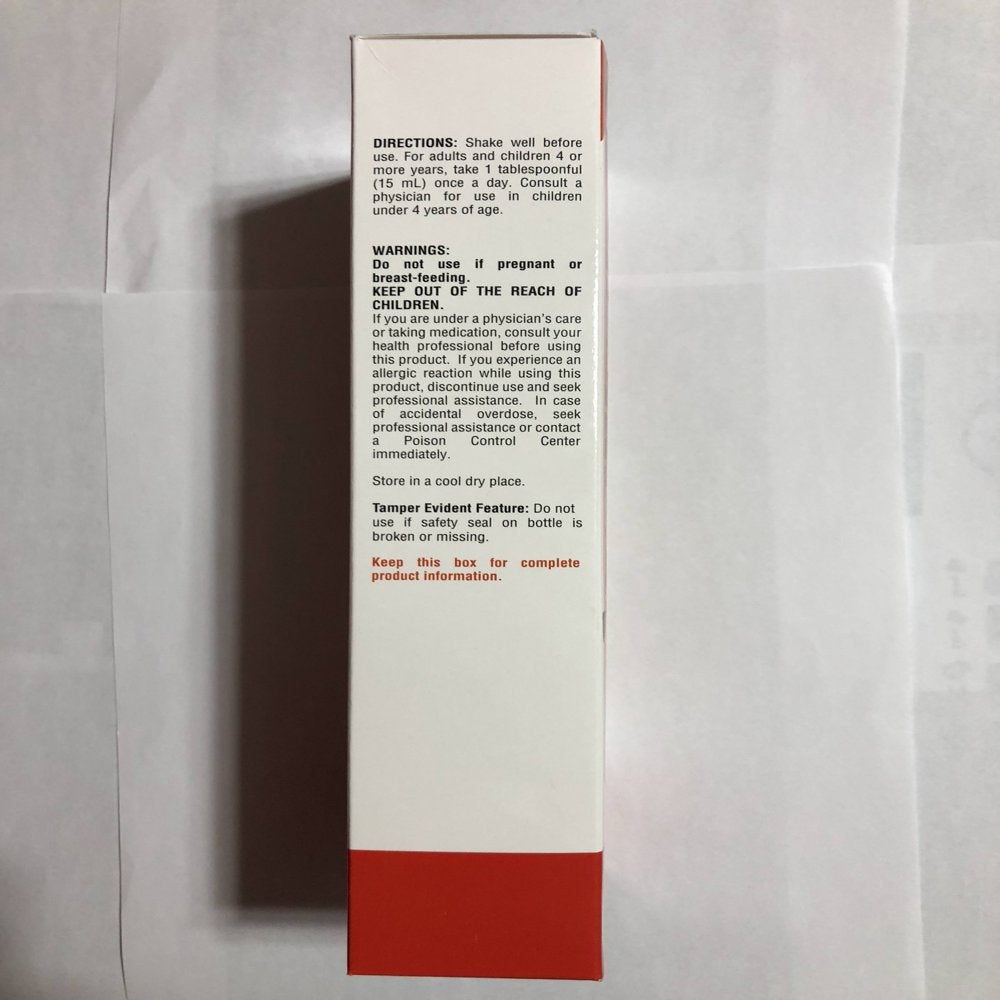 DIRECTIONS: Shake well before
use. For adults and children 4 or
more years, take 1 tablespoonful
(15 mL) once a day. Consult a
physician for use in children
under 4 years of age.
WARNINGS:
Do not use if pregnant or
breast-feeding.
KEEP OUT OF THE REACH OF
CHILDREN.
If you are under a physician's care
or taking medication, consult your
health professional before using
this product. If you experience an
allergic reaction while using this
product, discontinue use and seek
professional assistance. In case
of accidental overdose, seek
professional assistance or contact
a Poison Control Center
immediately.
Store in a cool dry place.
Tamper Evident Feature: Do not
use if safety seal on bottle is
broken or missing.
Keep this box for complete
product information.